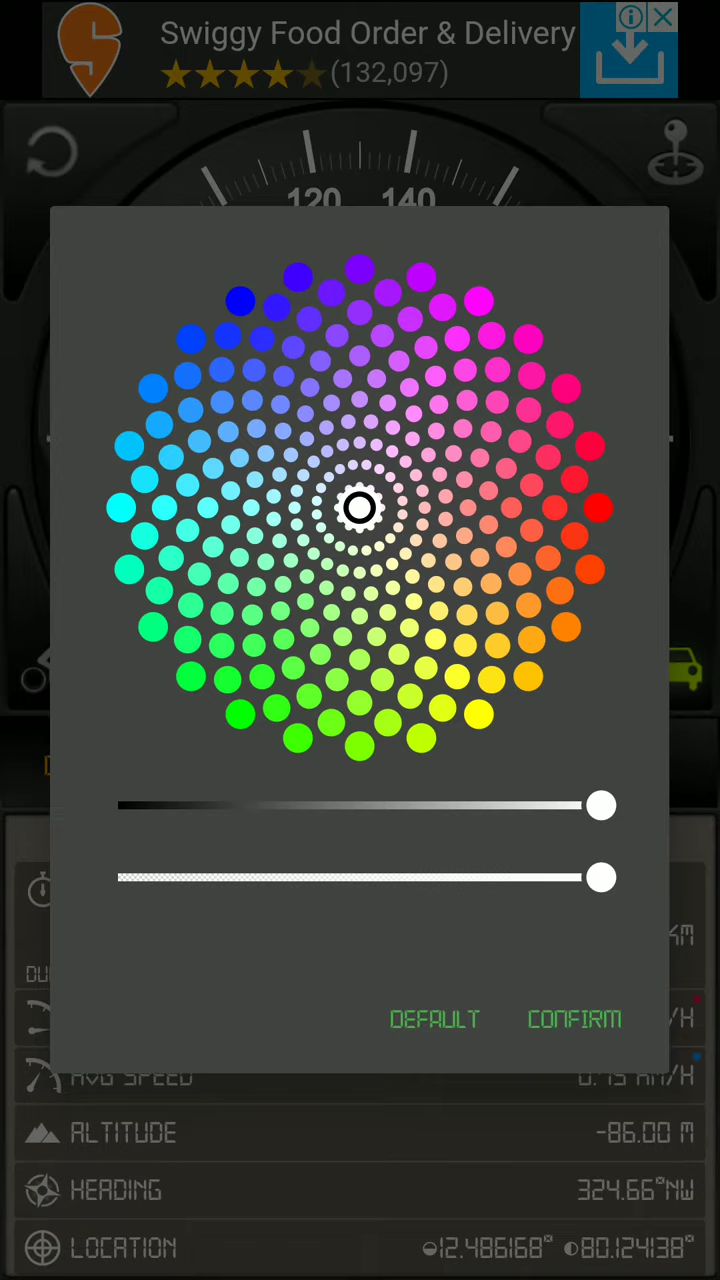 Swiggy Food Order & Delivery
(132,097)
120 140
DEFAULT CONFIRM
AVG SPEED
ALTITUDE -86.00 M
HEADING 324.66°NW
LOCATION 12.486168° 80.124138°